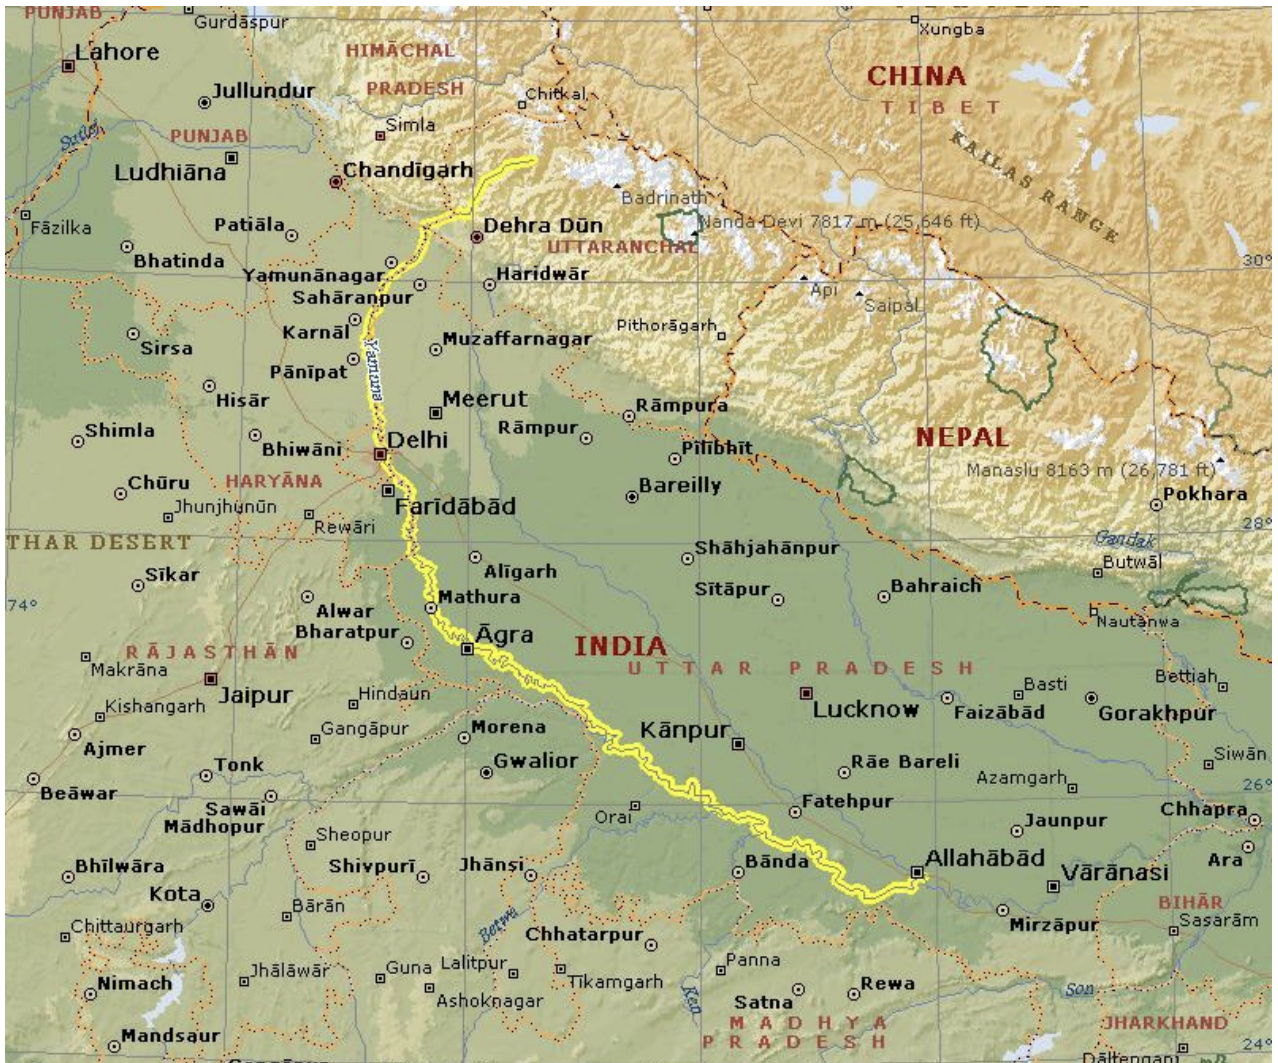 PUNJAB
Gurdāspur
Xungba
Lahore
HIMĀCHAL
PRADESH
CHINA
TIBET
Jullundur
Chitkal
Sutlej
PUNJAB
Simla
KAILAS RANGE
Ludhiāna
Chandīgarh
Badrinath
Fāzilka
Patiāla
Dehra Dūn
Nanda Devi 7817 m (25,646 ft)
UTTARANCHAL
Bhatinda
30°
Yamunānagar
Haridwār
Api
Sahāranpur
Saipal
Karnāl
Pithorāgarh
Sirsa
Muzaffarnagar
Yamuna
Pānīpat
Hisār
Meerut
Rāmpura
Shimla
Bhiwāni
Delhi
Rāmpur
NEPAL
Pīlibhīt
Manaslu 8163 m (26,781 ft)
Chūru
HARYĀNA
Bareilly
Pokhara
Jhunjhunūn
Rewāri
Farīdābād
28°
THAR DESERT
Gandak
Shāhjahānpur
Butwāl
Sīkar
Alīgarh
74°
Alwar
Mathura
Sītāpur
Bahraich
Nautanwa
Bharatpur
Āgra
INDIA
RĀJASTHĀN
UTTAR PRADESH
Makrāna
Bettiah
Jaipur
Hindaun
Basti
Kishangarh
Lucknow
Faizābād
Gorakhpur
Gangāpur
Morena
Kānpur
Ajmer
Siwān
Tonk
Gwalior
Rāe Bareli
Azamgarh
Beāwar
26°
Sawāi
Mādhopur
Orai
Fatehpur
Chhapra
Sheopur
Jaunpur
Bhīlwāra
Shivpurī
Jhānsi
Bānda
Allahābād
Ara
Vārānasi
Kota
BIHĀR
Bārān
Betwa
Mirzāpur
Sasarām
Chittaurgarh
Chhatarpur
Panna
Jhālāwār
Guna
Lalitpur
Tīkamgarh
Nimach
Ashoknagar
Ken
Satna
Rewa
Son
MADHYA
PRADESH
JHARKHAND
Mandsaur
24°
Dāltenganj